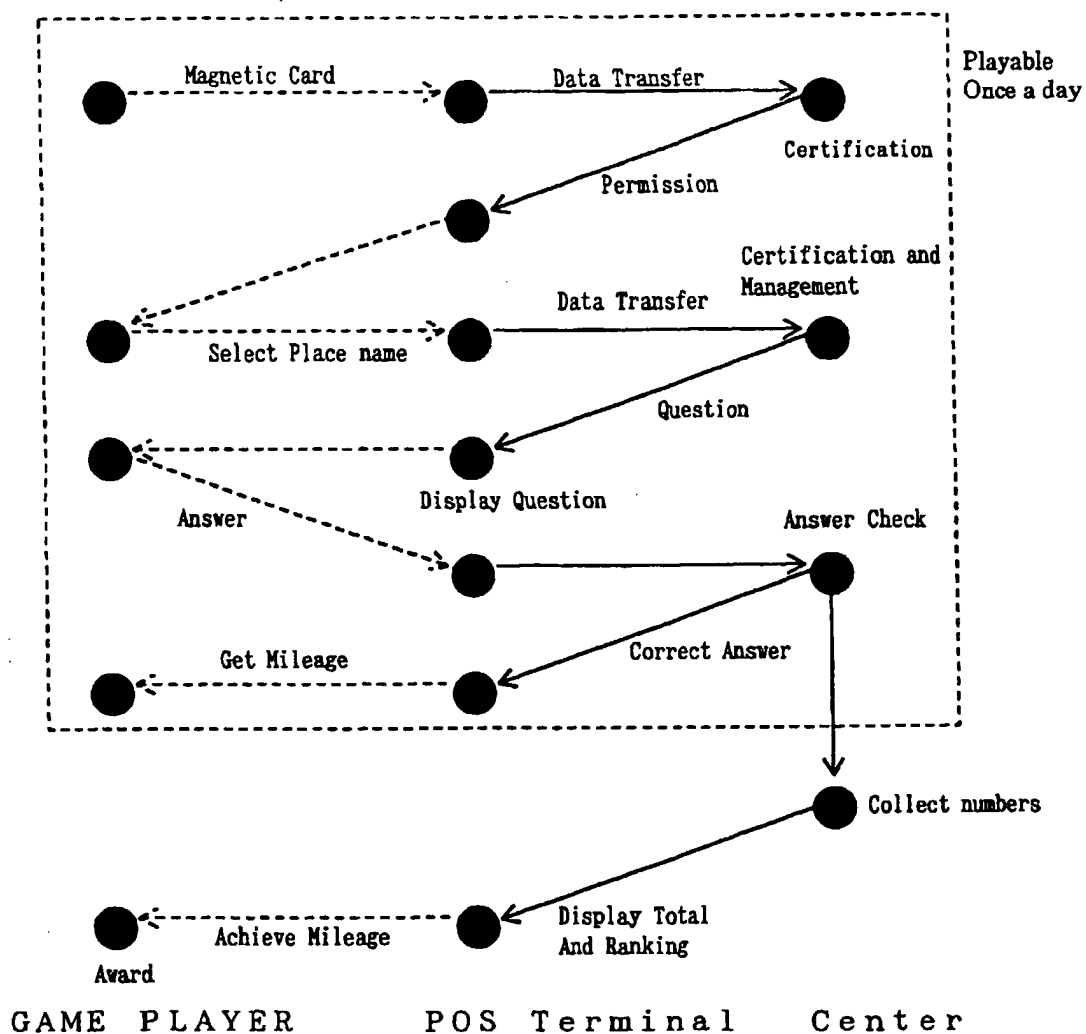 Magnetic Card
Data Transfer
Playable
Once a day
Certification
Permission
Certification and
Management
Data Transfer
Select Place name
Question
Display Question
Answer
Answer Check
Correct Answer
Get Mileage
Collect numbers
Display Total
And Ranking
Achieve Mileage
Award
GAME PLAYER
POS Terminal
Center